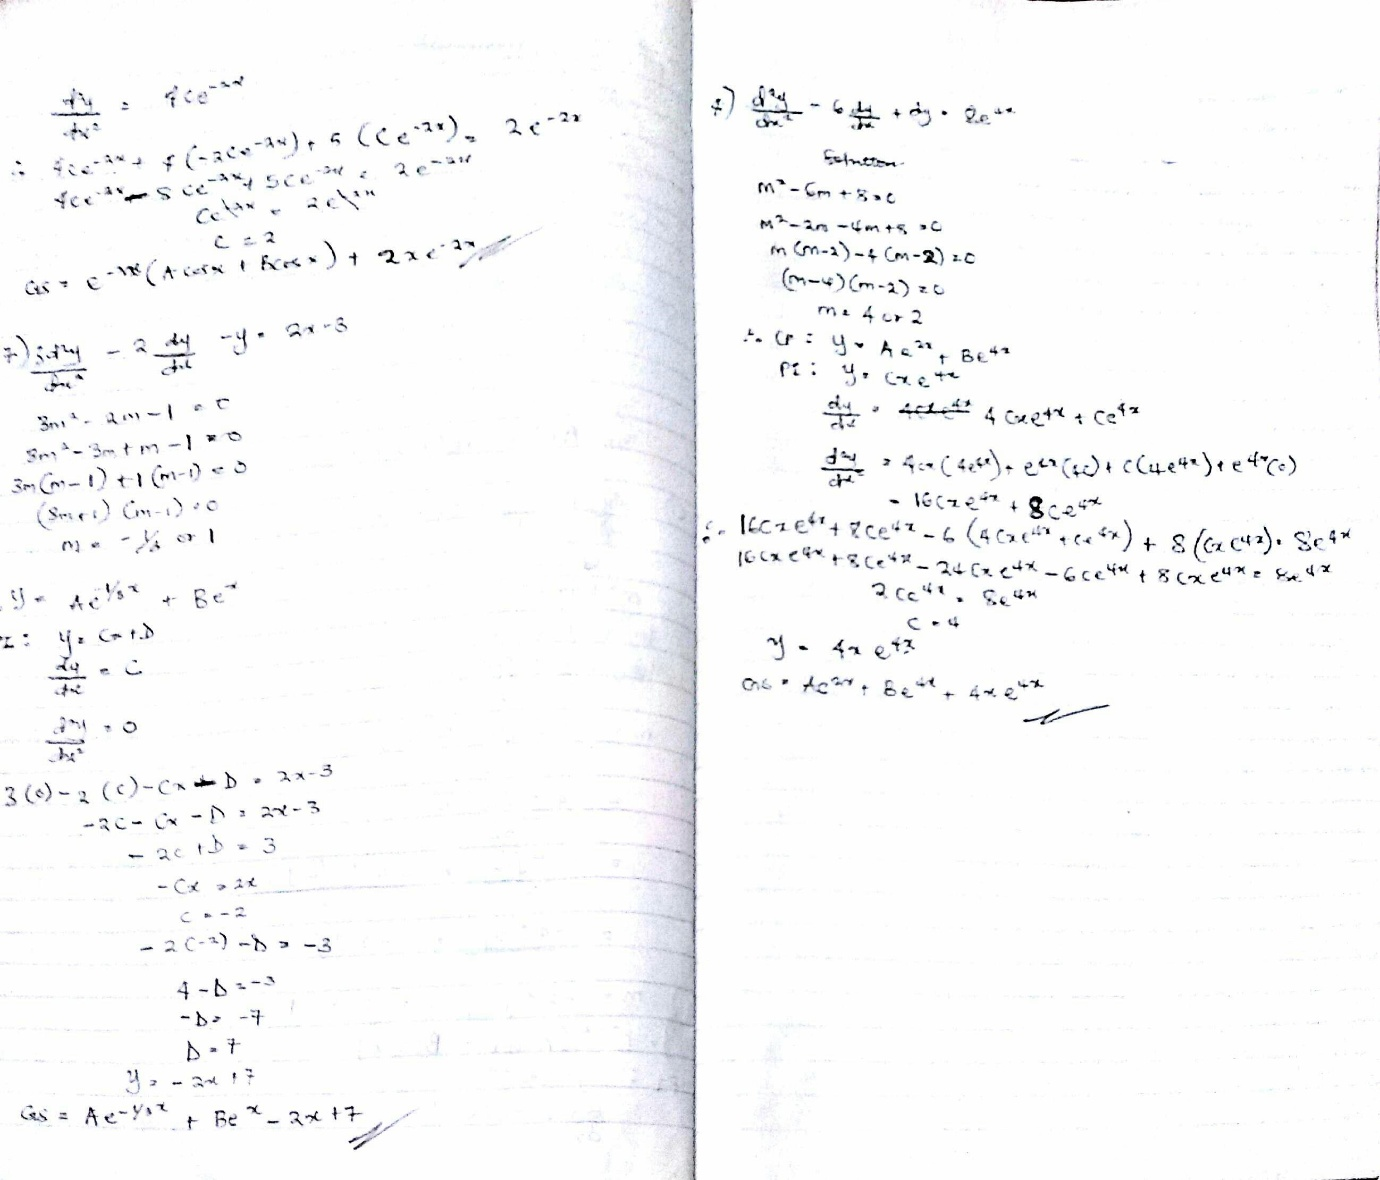 d²y/dx² = 4ce^-2x
∴ 4ce^-2x + 4(-2ce^-2x) + 5(Ce^-2x) = 2e^-2x
4ce^-2x - 8ce^-2x + 5ce^-2x = 2e^-2x
Ce^-2x = 2e^-2x
C = 2
GS = e^-2x (A cosx + Bcosx) + 2xe^-2x
7) 3d²y/dx² - 2 dy/dx - y = 2x-3
3m² - 2m - 1 = 0
3m² - 3m + m - 1 = 0
3m(m-1) + 1(m-1) = 0
(3m+1) (m-1) = 0
m = -1/3 or 1
y = Ae^1/3x + Be^x
PI: y = Cx+D
dy/dx = C
d²y/dx² = 0
3(0) - 2(C) - Cx + D = 2x-3
-2C - Cx - D = 2x-3
-2C + D = 3
-Cx = 2x
C = -2
-2(-2) - D = -3
4 - D = -3
-D = -7
D = 7
y = -2x+7
GS = Ae^-1/3x + Be^x - 2x+7
d²y/dx² - 6 dy/dx + dy = 8e^4x
Solution
m² - 6m + 8 = 0
m² - 2m - 4m + 8 = 0
m(m-2) - 4(m-2) = 0
(m-4)(m-2) = 0
m = 4 or 2
∴ CF: y = Ae^2x + Be^4x
PI: y = Cxe^4x
dy/dx = 4Cxe^4x + Ce^4x
d²y/dx² = 4cx(4e^4x) + e^4x(4c) + C(4e^4x) + e^4x(0)
= 16Cxe^4x + 8Ce^4x
∴ 16Cxe^4x + 8Ce^4x - 6(4Cxe^4x + Ce^4x) + 8(Cxe^4x) = 8e^4x
16Cxe^4x + 8Ce^4x - 24Cxe^4x - 6Ce^4x + 8Cxe^4x = 8e^4x
2Ce^4x = 8e^4x
C = 4
y = 4xe^4x
GS = Ae^2x + Be^4x + 4xe^4x